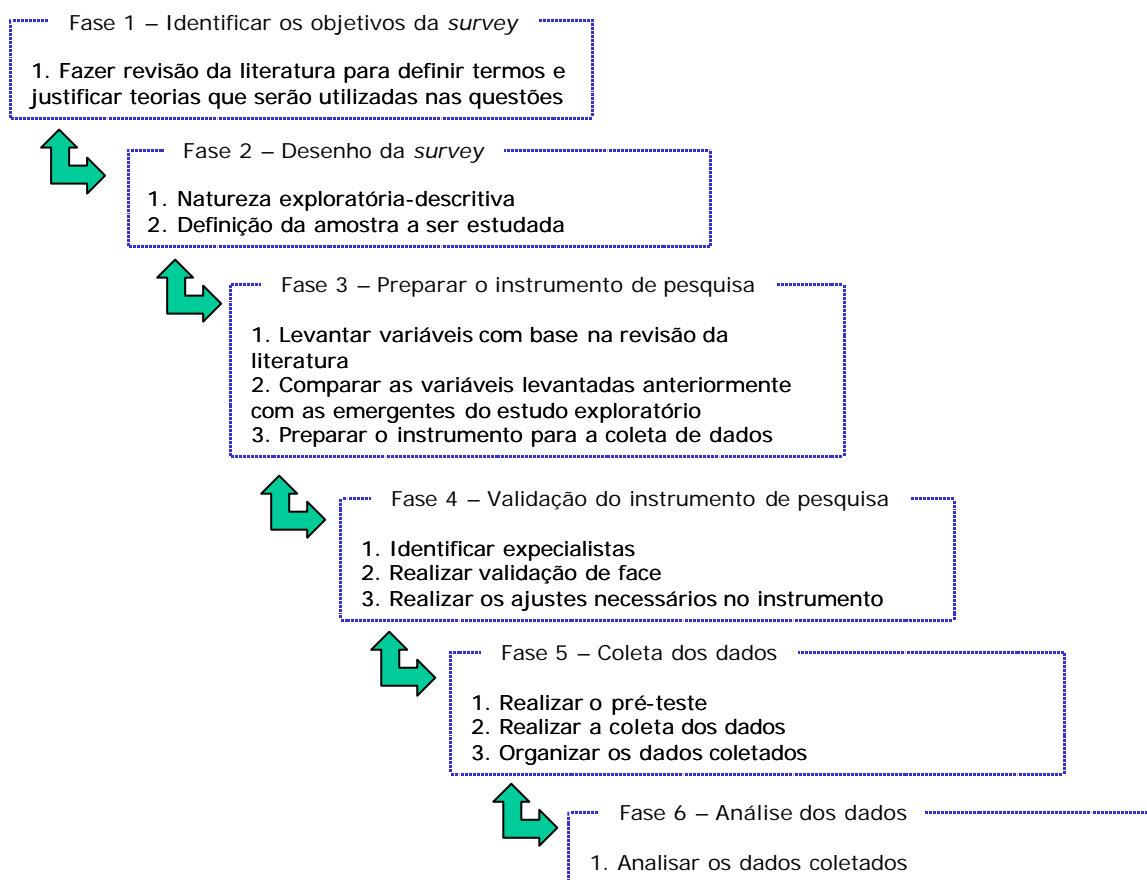 Fase 1 – Identificar os objetivos da survey
1. Fazer revisão da literatura para definir termos e
justificar teorias que serão utilizadas nas questões
Fase 2 – Desenho da survey
1. Natureza exploratória-descritiva
2. Definição da amostra a ser estudada
Fase 3 – Preparar o instrumento de pesquisa
1. Levantar variáveis com base na revisão da
literatura
2. Comparar as variáveis levantadas anteriormente
com as emergentes do estudo exploratório
3. Preparar o instrumento para a coleta de dados
Fase 4 – Validação do instrumento de pesquisa
1. Identificar expecialistas
2. Realizar validação de face
3. Realizar os ajustes necessários no instrumento
Fase 5 – Coleta dos dados
1. Realizar o pré-teste
2. Realizar a coleta dos dados
3. Organizar os dados coletados
Fase 6 – Análise dos dados
1. Analisar os dados coletados